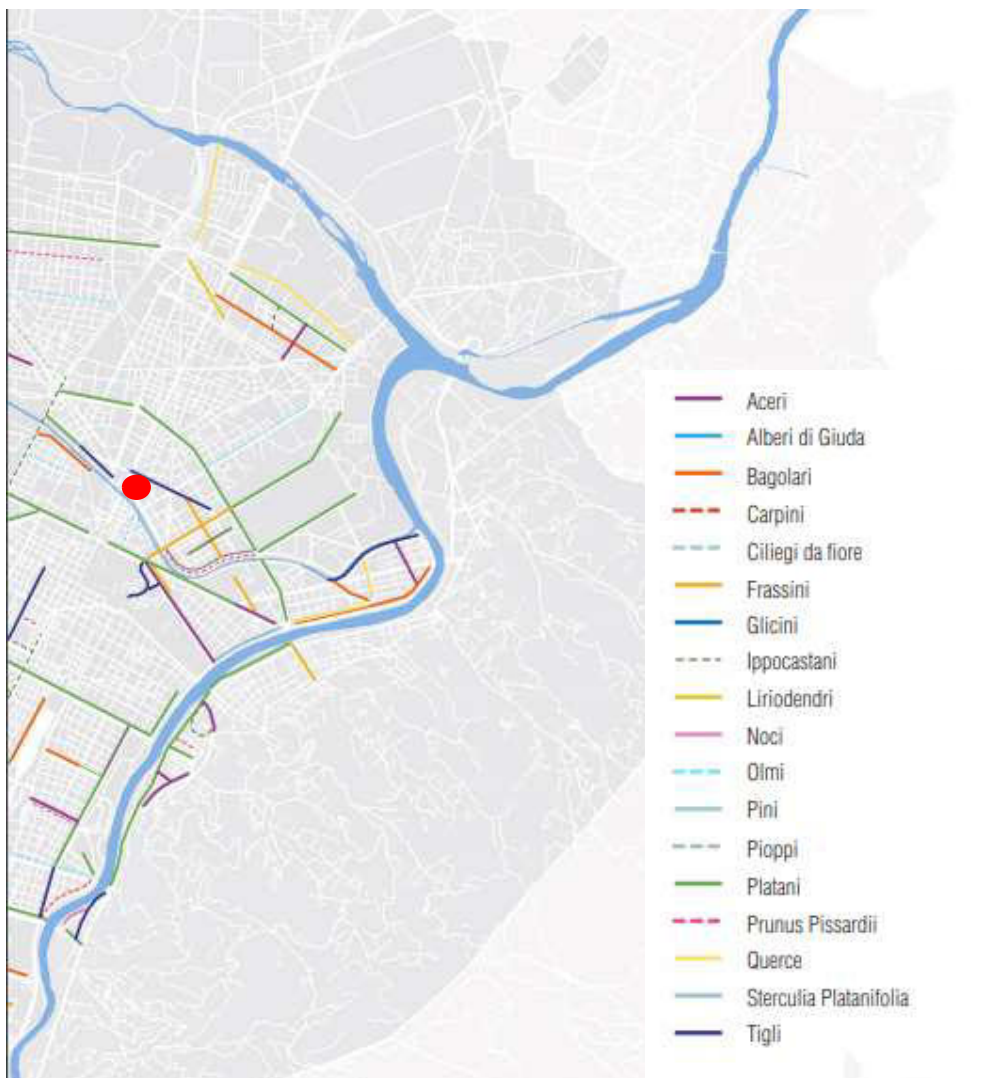 Aceri
Alberi di Giuda
Bagolari
Carpini
Ciliegi da fiore
Frassini
Glicini
Ippocastani
Liriodendri
Noci
Olmi
Pini
Pioppi
Platani
Prunus Pissardii
Querce
Sterculia Platanifolia
Tigli